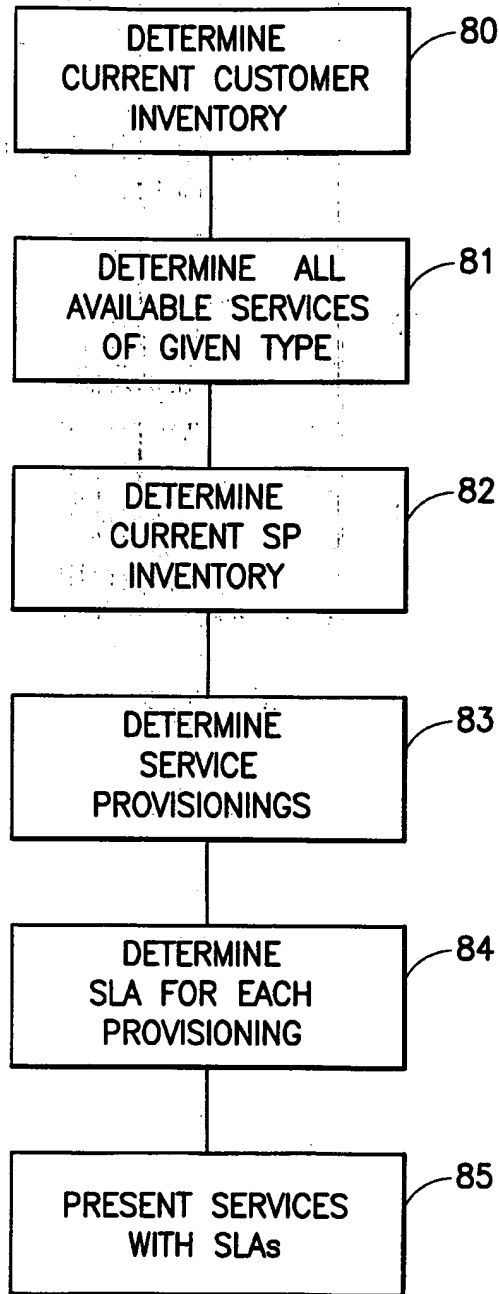 DETERMINE
CURRENT CUSTOMER
INVENTORY
80
DETERMINE ALL
AVAILABLE SERVICES
OF GIVEN TYPE
81
DETERMINE
CURRENT SP
INVENTORY
82
DETERMINE
SERVICE
PROVISIONINGS
83
DETERMINE
SLA FOR EACH
PROVISIONING
84
PRESENT SERVICES
WITH SLAs
85